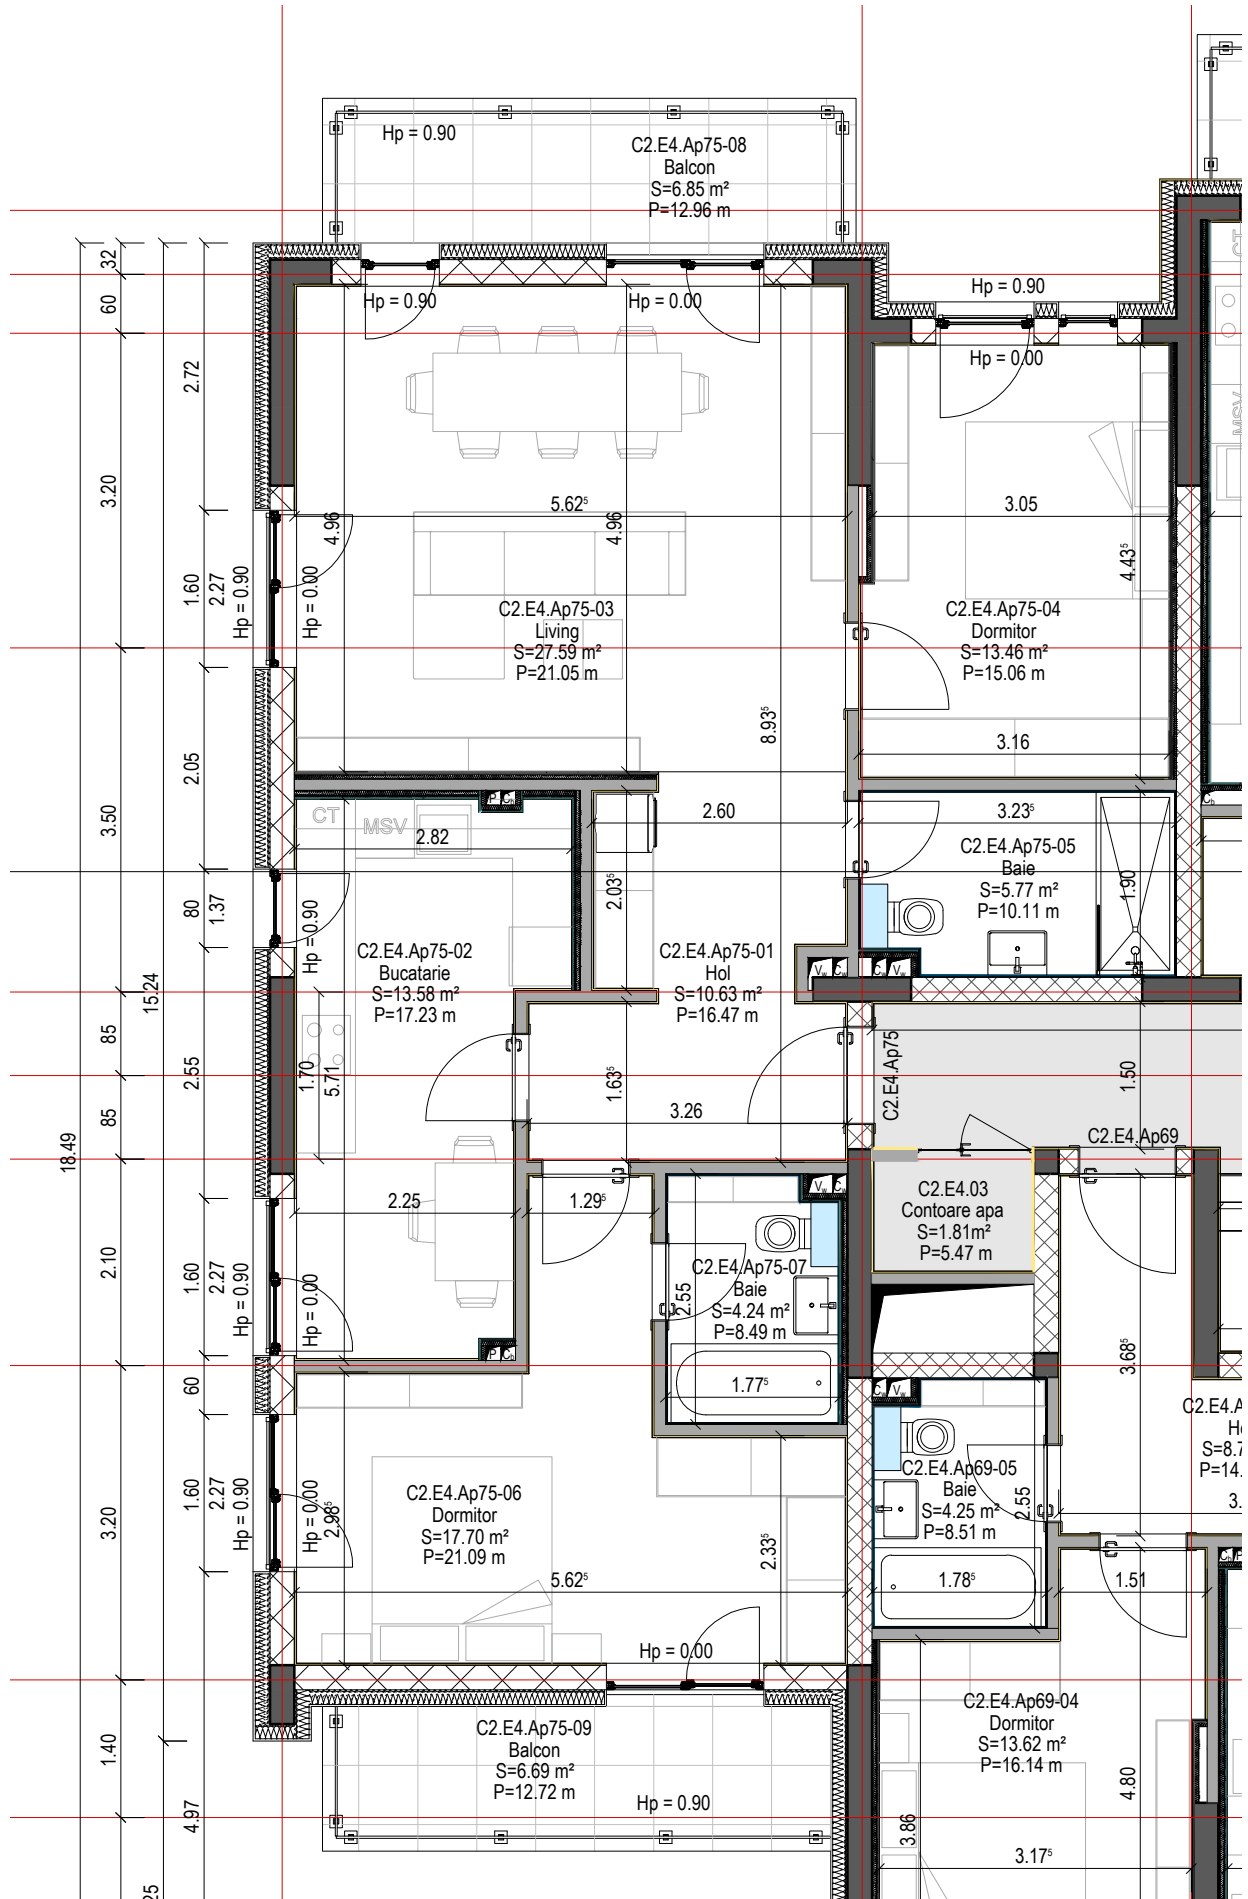 Hp = 0.90
C2.E4.Ap75-08
Balcon
S=6.85 m²
P=12.96 m
32
60
2.72
3.20
Hp = 0.90
Hp = 0.00
Hp = 0.90
Hp = 0.00
CT
MSV
5.62⁵
4.96
4.96
3.05
4.43⁵
1.60
2.27
Hp = 0.90
Hp = 0.00
C2.E4.Ap75-03
Living
S=27.59 m²
P=21.05 m
C2.E4.Ap75-04
Dormitor
S=13.46 m²
P=15.06 m
8.93⁵
3.16
2.05
3.50
CT
MSV
P
2.82
2.60
3.23⁵
2.03⁵
C2.E4.Ap75-05
Baie
S=5.77 m²
P=10.11 m
1.90
80
1.37
Hp = 0.90
C2.E4.Ap75-02
Bucatarie
S=13.58 m²
P=17.23 m
C2.E4.Ap75-01
Hol
S=10.63 m²
P=16.47 m
15.24
85
2.55
85
1.70
5.71
1.63⁵
3.26
C2.E4.Ap75
1.50
C2.E4.Ap69
18.49
C2.E4.03
Contoare apa
S=1.81m²
P=5.47 m
2.25
1.29⁵
2.10
1.60
2.27
Hp = 0.90
Hp = 0.00
C2.E4.Ap75-07
Baie
S=4.24 m²
P=8.49 m
2.55
1.77⁵
P
3.68⁵
60
C2.E4.A
S=8.7
P=14.
3.
3.20
1.60
2.27
Hp = 0.90
Hp = 0.00
2.98⁵
C2.E4.Ap75-06
Dormitor
S=17.70 m²
P=21.09 m
2.33⁵
5.62⁵
C2.E4.Ap69-05
Baie
S=4.25 m²
P=8.51 m
2.55
1.78⁵
1.51
Hp = 0.00
C2.E4.Ap75-09
Balcon
S=6.69 m²
P=12.72 m
Hp = 0.90
C2.E4.Ap69-04
Dormitor
S=13.62 m²
P=16.14 m
1.40
4.97
3.86
4.80
3.17⁵
25